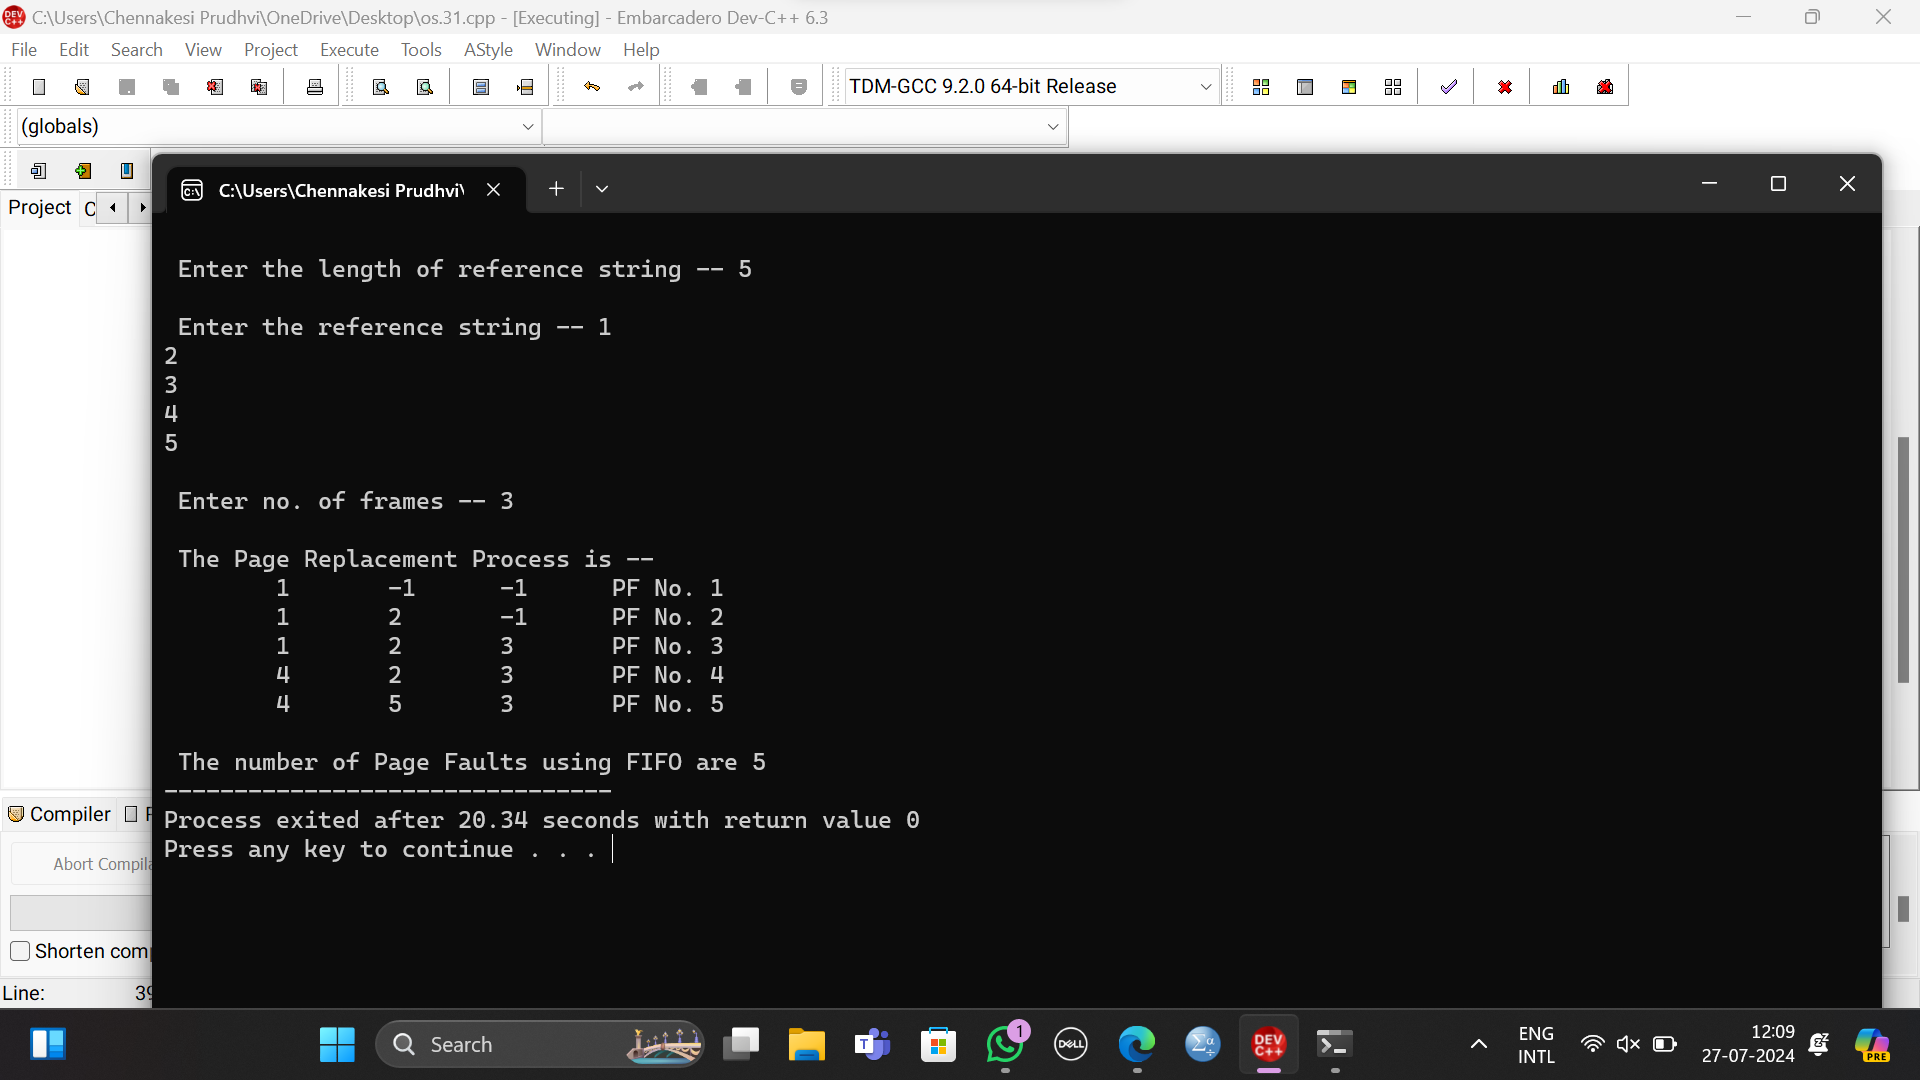 C:\Users\Chennakesi Prudhvi\OneDrive\Desktop\os.31.cpp - [Executing] - Embarcadero Dev-C++ 6.3
File Edit Search View Project Execute Tools AStyle Window Help
TDM-GCC 9.2.0 64-bit Release
(globals)
Project C
C:\Users\Chennakesi Prudhvi\
Enter the length of reference string -- 5
Enter the reference string -- 1
2
3
4
5
Enter no. of frames -- 3
The Page Replacement Process is --
1 -1 -1 PF No. 1
1 2 -1 PF No. 2
1 2 3 PF No. 3
4 2 3 PF No. 4
4 5 3 PF No. 5
The number of Page Faults using FIFO are 5
--------------------------------
Process exited after 20.34 seconds with return value 0
Press any key to continue . . .
Compiler
Abort Compila
Shorten comp
Line: 39
Search
1
T
DELL
DEV
C++
ENG
INTL
12:09
27-07-2024
PRE